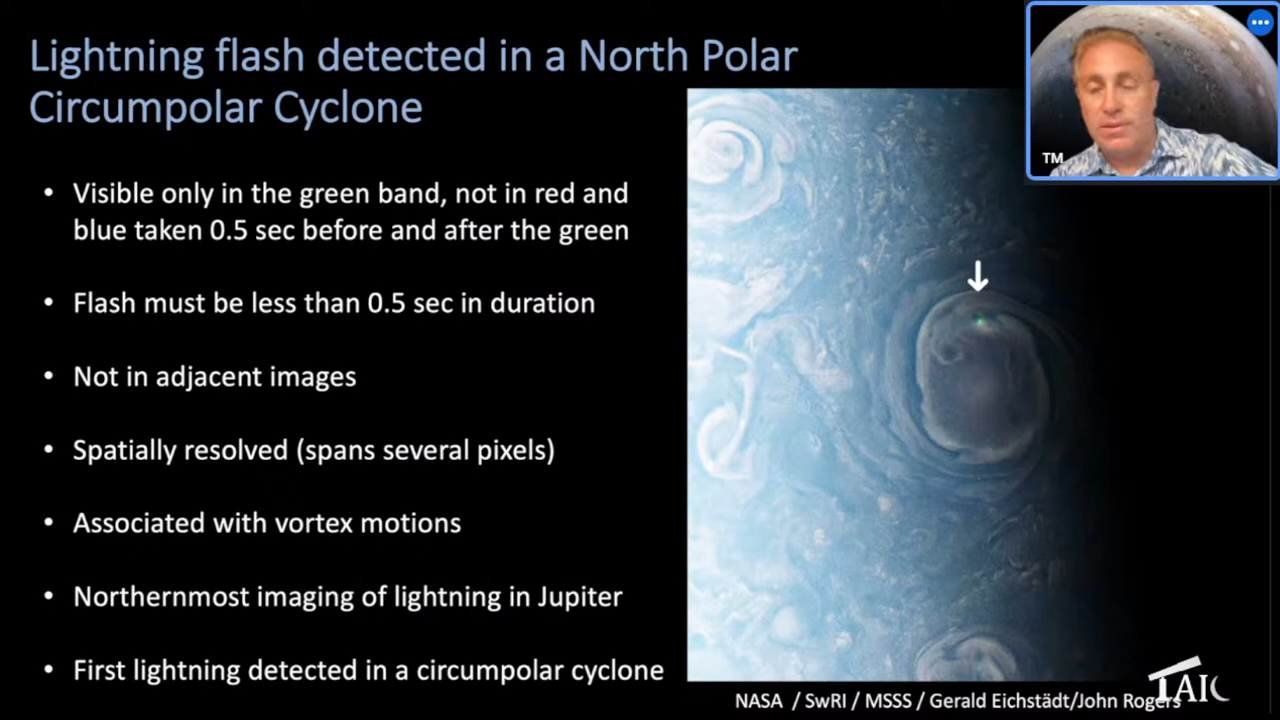 Lightning flash detected in a North Polar
Circumpolar Cyclone
• Visible only in the green band, not in red and
blue taken 0.5 sec before and after the green
• Flash must be less than 0.5 sec in duration
• Not in adjacent images
• Spatially resolved (spans several pixels)
• Associated with vortex motions
• Northernmost imaging of lightning in Jupiter
• First lightning detected in a circumpolar cyclone
TM
NASA / SwRI / MSSS / Gerald Eichstädt/John Rogers